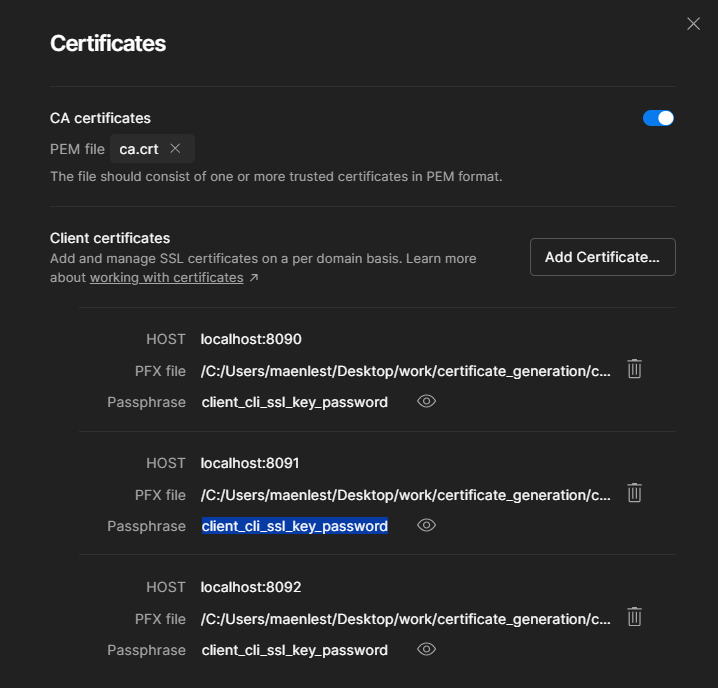 Certificates
CA certificates
PEM file ca.crt
The file should consist of one or more trusted certificates in PEM format.
Client certificates
Add and manage SSL certificates on a per domain basis. Learn more
about working with certificates ↗
Add Certificate...
HOST localhost:8090
PFX file /C:/Users/maenlest/Desktop/work/certificate_generation/c...
Passphrase client_cli_ssl_key_password
HOST localhost:8091
PFX file /C:/Users/maenlest/Desktop/work/certificate_generation/c...
Passphrase client_cli_ssl_key_password
HOST localhost:8092
PFX file /C:/Users/maenlest/Desktop/work/certificate_generation/c...
Passphrase client_cli_ssl_key_password